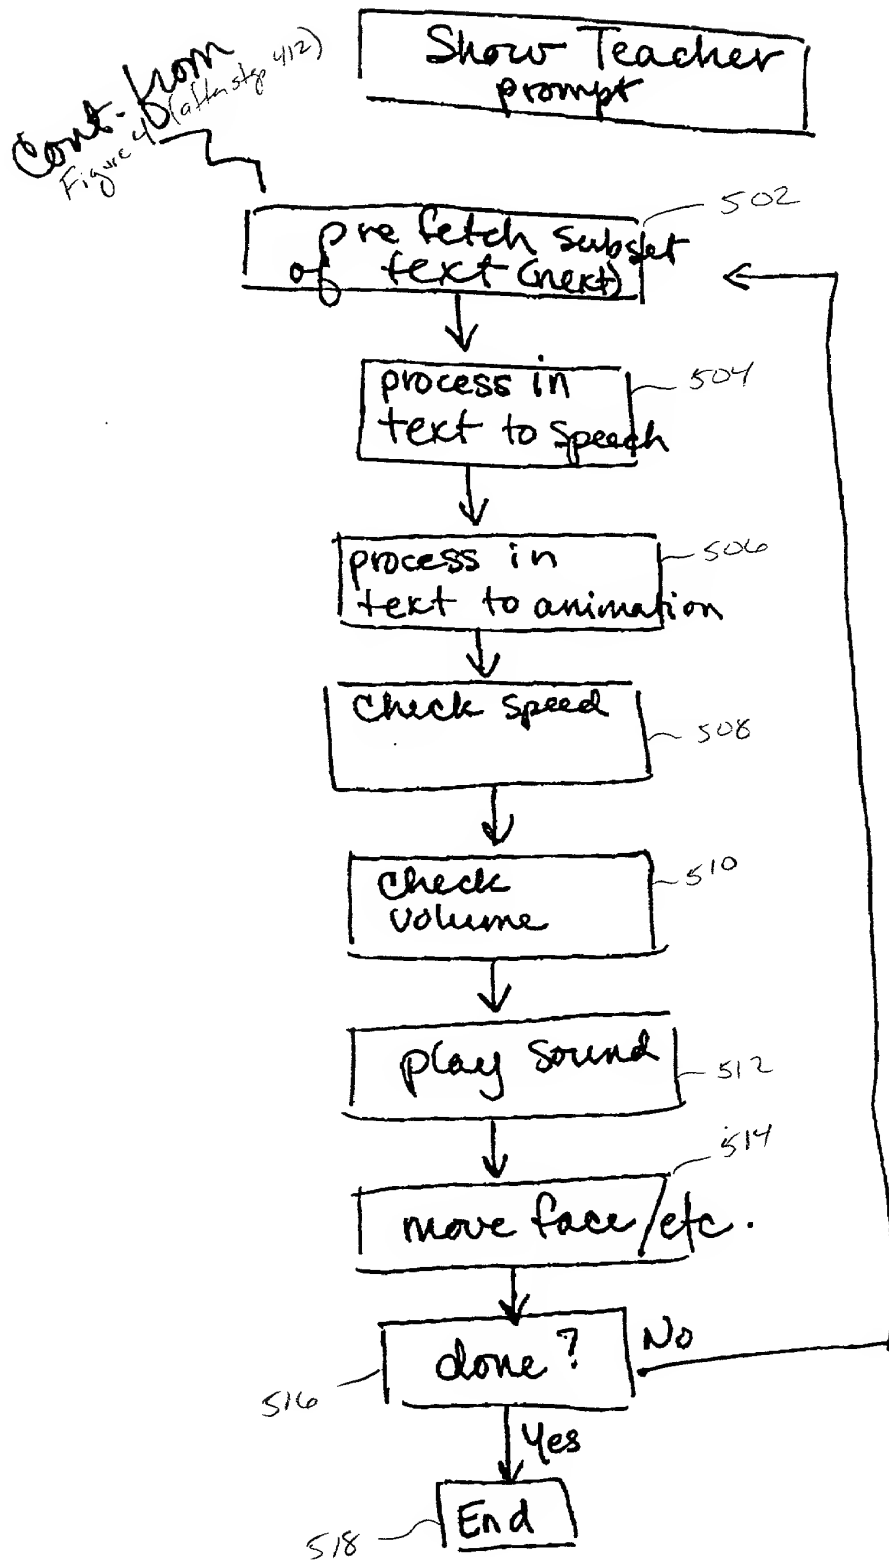 Show Teacher
prompt
Cont. from
Figure 4 (after step 412)
502
pre fetch subset
of text (next)
process in
text to speech
504
process in
text to animation
506
check speed
508
check
volume
510
play sound
512
514
move face/etc.
done?
No
516
Yes
End
518